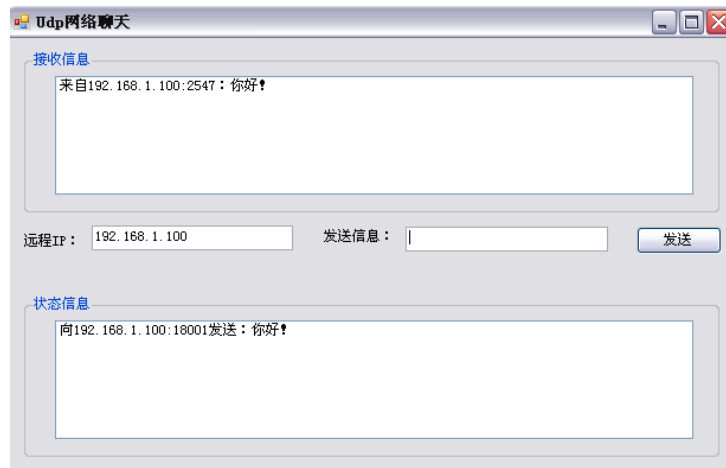 Udp网络聊天
接收信息
来自192.168.1.100:2547：你好！
远程IP： 192.168.1.100 发送信息： 发送
状态信息
向192.168.1.100:18001发送：你好！